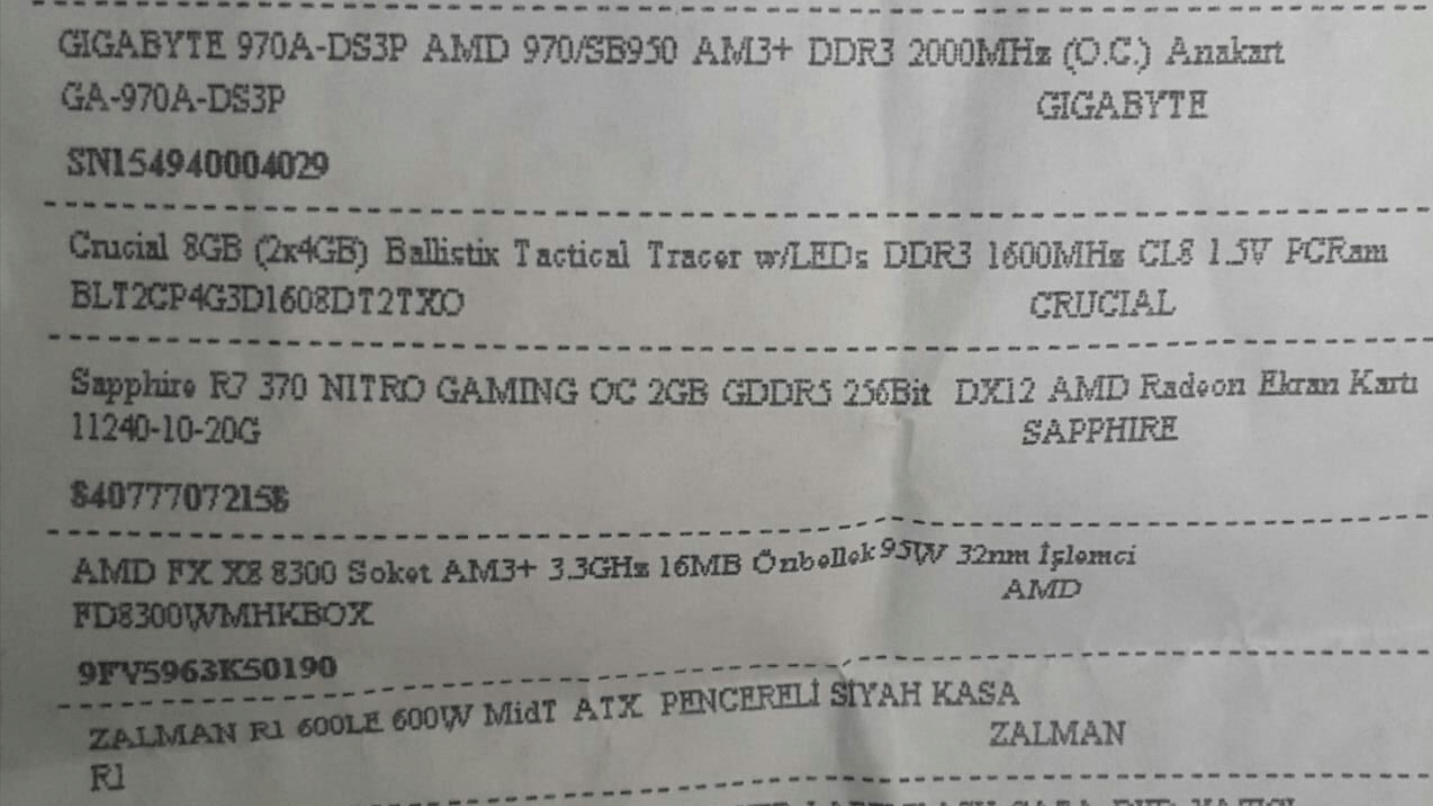 GIGABYTE 970A-DS3P AMD 970/SB950 AM3+ DDR3 2000MHz (O.C.) Anakart
GA-970A-DS3P GIGABYTE
SN154940004029
Crucial 8GB (2x4GB) Ballistix Tactical Tracer w/LEDs DDR3 1600MHz CL8 1.5V PCRam
BLT2CP4G3D1608DT2TXO CRUCIAL
Sapphire R7 370 NITRO GAMING OC 2GB GDDR5 256Bit DX12 AMD Radeon Ekran Kartı
11240-10-20G SAPPHIRE
840777072158
AMD FX X8 8300 Soket AM3+ 3.3GHz 16MB Önbellek 95W 32nm İşlemci
FD8300WMHKBOX AMD
9FV5963K50190
ZALMAN R1 600LE 600W MidT ATX PENCERELİ SİYAH KASA
R1 ZALMAN